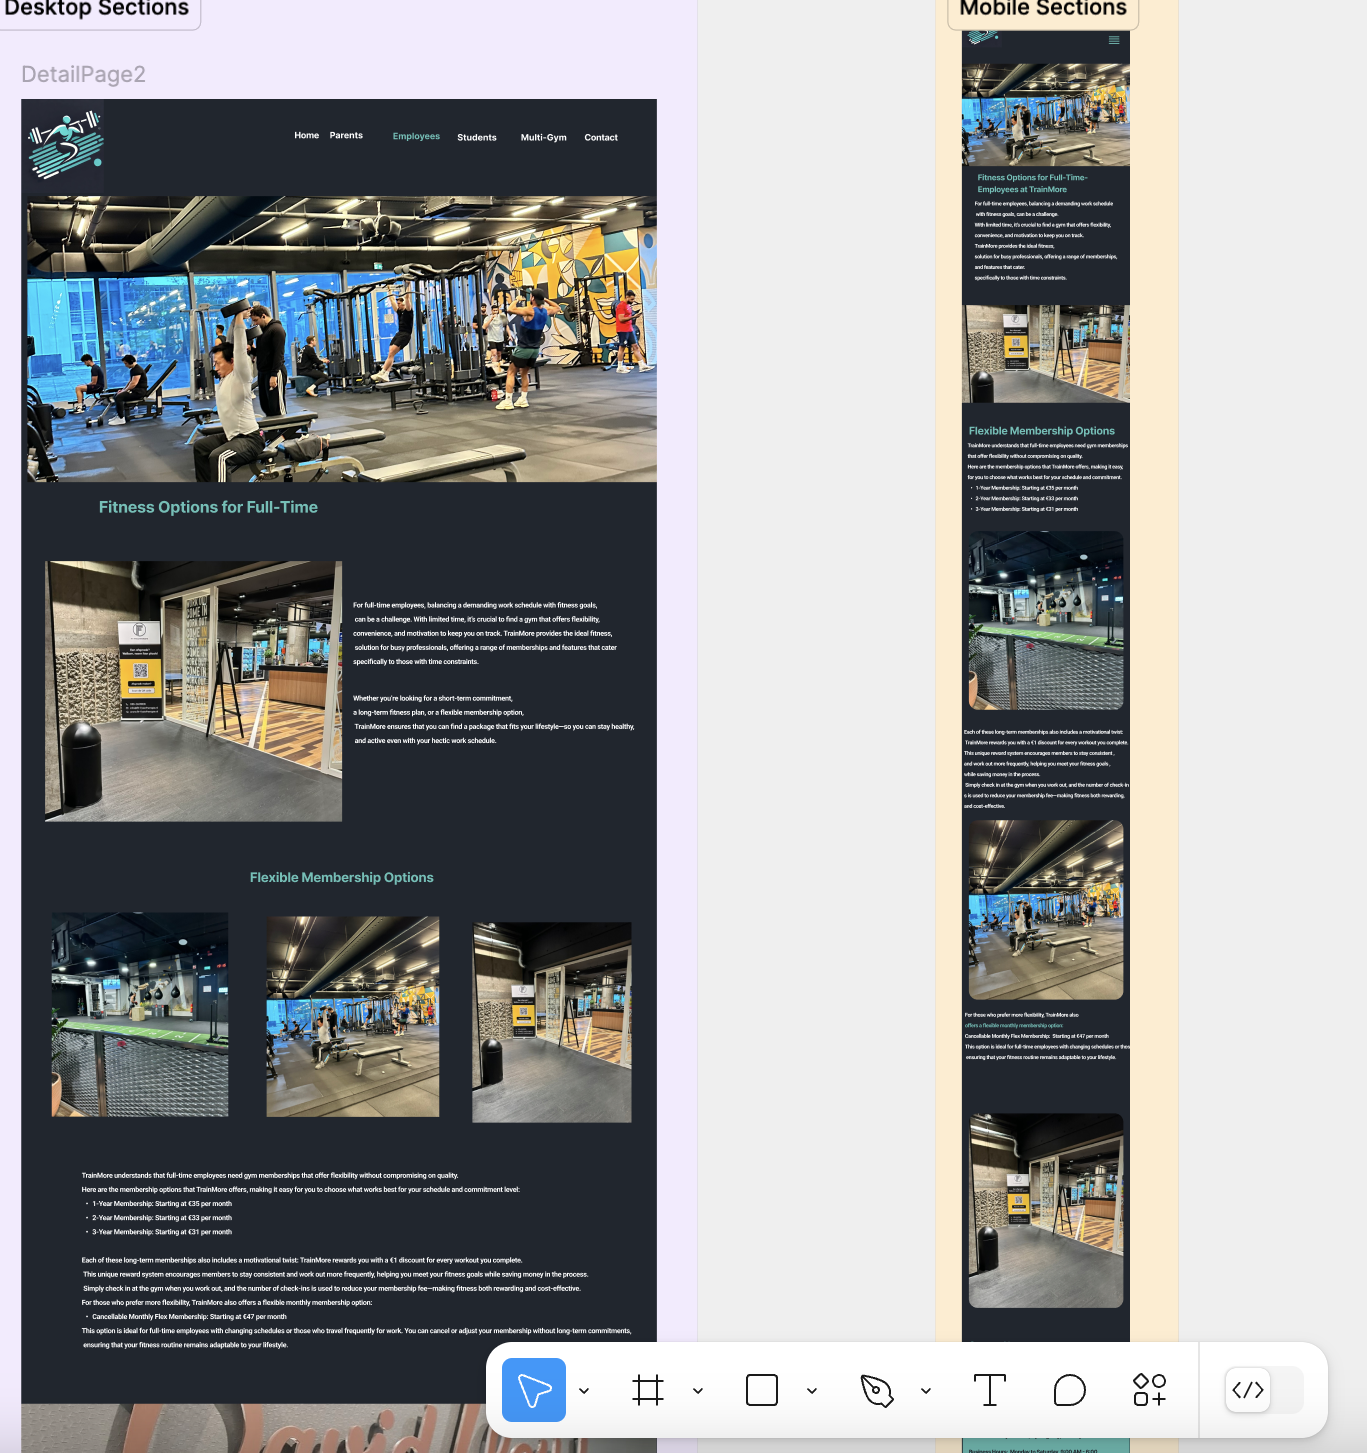 Desktop Sections
Mobile Sections
DetailPage2
Home Parents Employees Students Multi-Gym Contact
Fitness Options for Full-Time
For full-time employees, balancing a demanding work schedule with fitness goals,
can be a challenge. With limited time, it's crucial to find a gym that offers flexibility,
convenience, and motivation to keep you on track. TrainMore provides the ideal fitness,
solution for busy professionals, offering a range of memberships and features that cater
specifically to those with time constraints.
Whether you're looking for a short-term commitment,
a long-term fitness plan, or a flexible membership option,
TrainMore ensures that you can find a package that fits your lifestyle—so you can stay healthy,
and active even with your hectic work schedule.
Flexible Membership Options
TrainMore understands that full-time employees need gym memberships that offer flexibility without compromising on quality.
Here are the membership options that TrainMore offers, making it easy for you to choose what works best for your schedule and commitment level:
• 1-Year Membership: Starting at €35 per month
• 2-Year Membership: Starting at €33 per month
• 3-Year Membership: Starting at €31 per month
Each of these long-term memberships also includes a motivational twist: TrainMore rewards you with a €1 discount for every workout you complete.
This unique reward system encourages members to stay consistent and work out more frequently, helping you meet your fitness goals while saving money in the process.
Simply check in at the gym when you work out, and the number of check-ins is used to reduce your membership fee—making fitness both rewarding and cost-effective.
For those who prefer more flexibility, TrainMore also offers a flexible monthly membership option:
• Cancellable Monthly Flex Membership: Starting at €47 per month
This option is ideal for full-time employees with changing schedules or those who travel frequently for work. You can cancel or adjust your membership without long-term commitments,
ensuring that your fitness routine remains adaptable to your lifestyle.
Fitness Options for Full-Time-
Employees at TrainMore
For full-time employees, balancing a demanding work schedule
with fitness goals, can be a challenge.
With limited time, it's crucial to find a gym that offers flexibility,
convenience, and motivation to keep you on track.
TrainMore provides the ideal fitness,
solution for busy professionals, offering a range of memberships,
and features that cater.
specifically to those with time constraints.
Flexible Membership Options
TrainMore understands that full-time employees need gym memberships
that offer flexibility without compromising on quality.
Here are the membership options that TrainMore offers, making it easy,
for you to choose what works best for your schedule and commitment.
• 1-Year Membership: Starting at €35 per month
• 2-Year Membership: Starting at €33 per month
• 3-Year Membership: Starting at €31 per month
Each of these long-term memberships also includes a motivational twist:
TrainMore rewards you with a €1 discount for every workout you complete.
This unique reward system encourages members to stay consistent ,
and work out more frequently, helping you meet your fitness goals ,
while saving money in the process.
Simply check in at the gym when you work out, and the number of check-in
s is used to reduce your membership fee—making fitness both rewarding,
and cost-effective.
For those who prefer more flexibility, TrainMore also
offers a flexible monthly membership option:
Cancellable Monthly Flex Membership: Starting at €47 per month
This option is ideal for full-time employees with changing schedules or thos
ensuring that your fitness routine remains adaptable to your lifestyle.
Business Hours: Monday to Saturday, 9:00 AM - 6:00